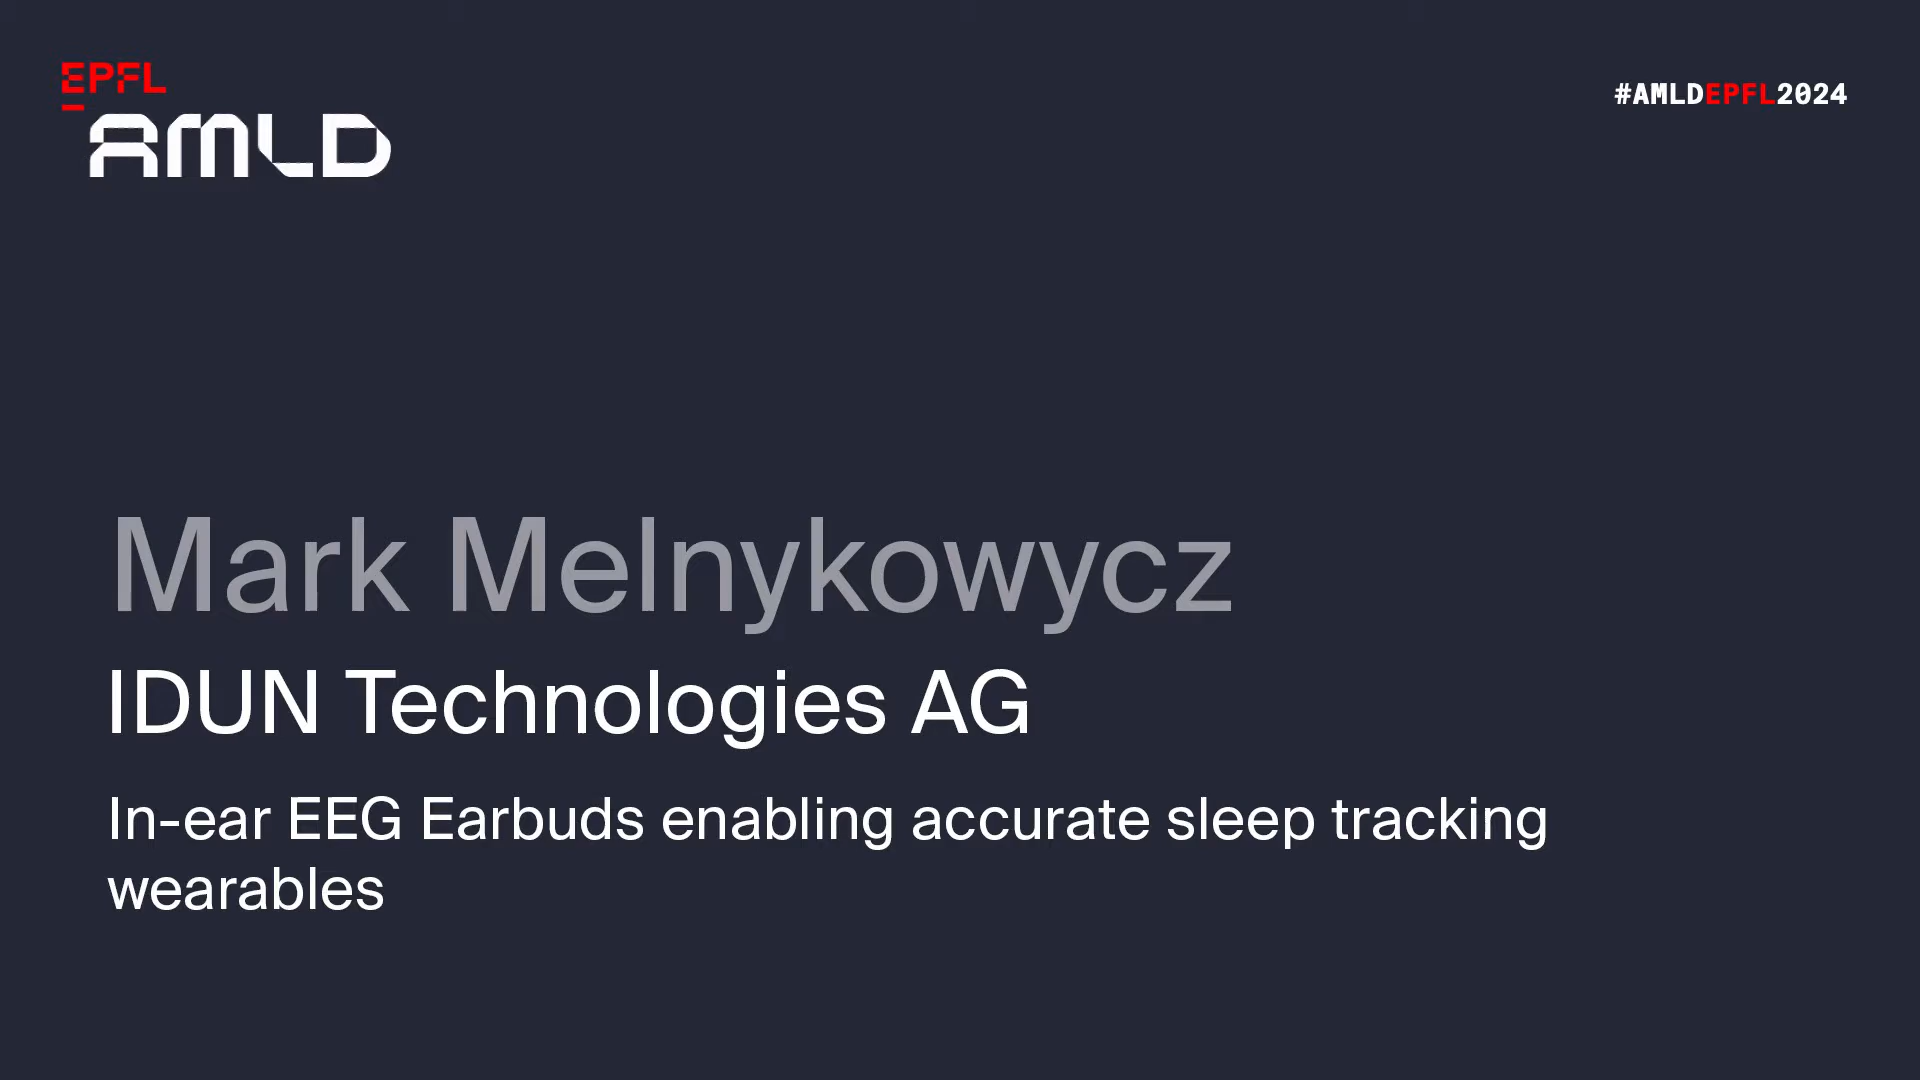 EPFL
AMLD
#AMLDEPFL2024
Mark Melnykowycz
IDUN Technologies AG
In-ear EEG Earbuds enabling accurate sleep tracking
wearables